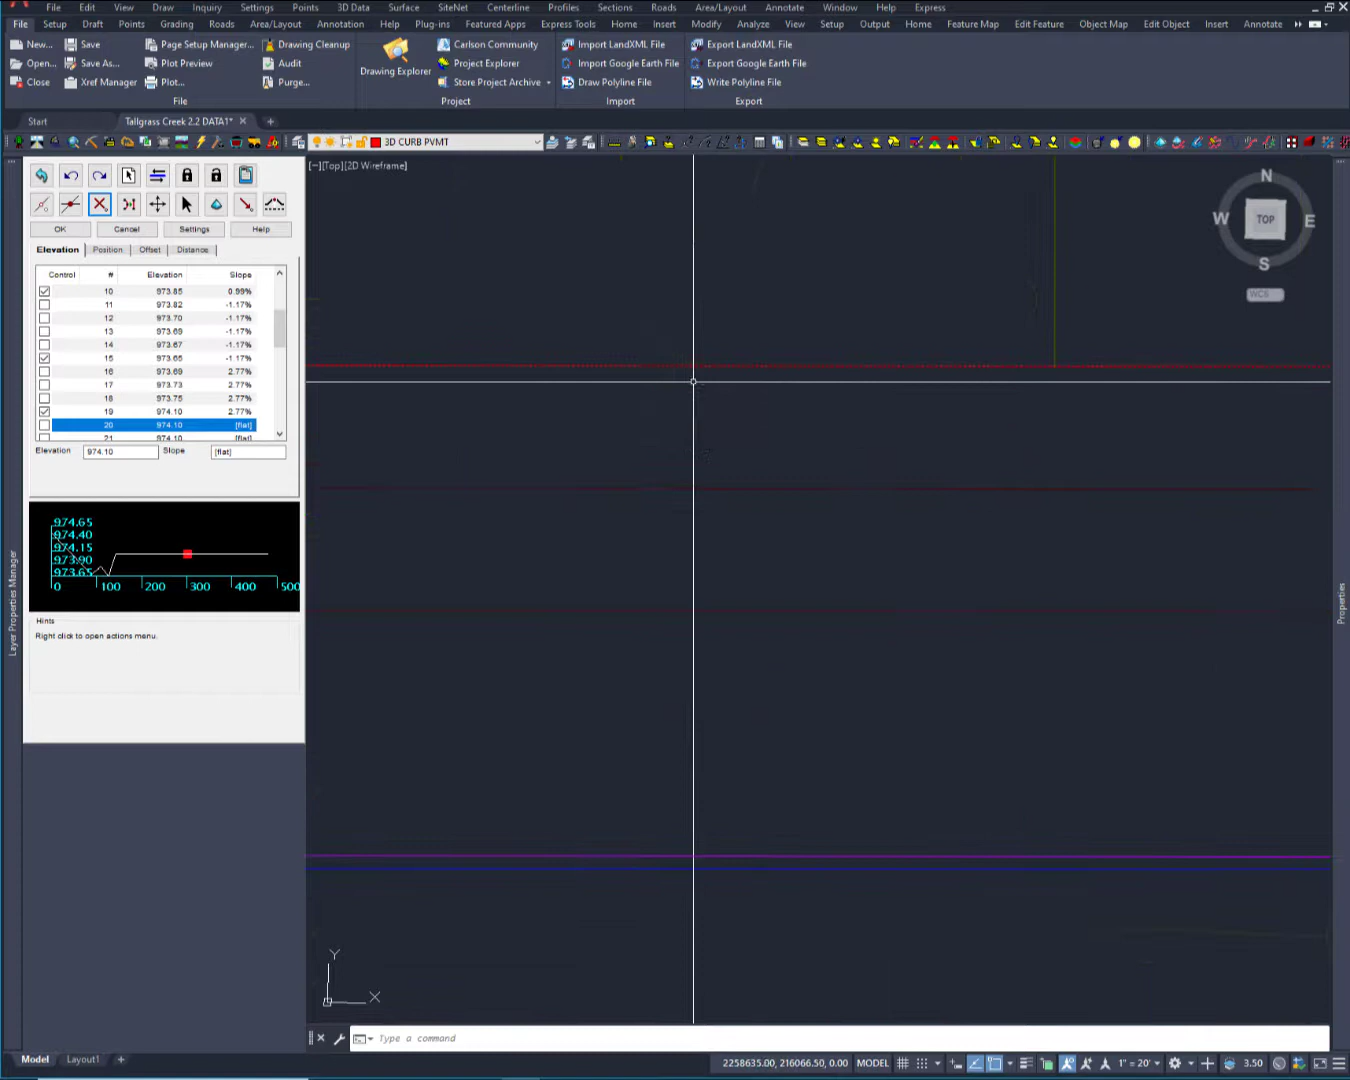 File Edit View Draw Inquiry Settings Points 3D Data Surface SiteNet Centerline Profiles Sections Roads Area/Layout Annotate Window Help Express
File Setup Draft Points Grading Roads Area/Layout Annotation Help Plug-ins Featured Apps Express Tools Home Insert Modify Analyze View Setup Output Home Feature Map Edit Feature Object Map Edit Object Insert Annotate
New... Save Page Setup Manager... Drawing Cleanup Carlson Community Import LandXML File Export LandXML File
Open... Save As... Plot Preview Audit Drawing Explorer Project Explorer Import Google Earth File Export Google Earth File
Close Xref Manager Plot... Purge... Store Project Archive Draw Polyline File Write Polyline File
File Project Import Export
Start Tallgrass Creek 2.2 DATA1*
3D CURB PVMT
[−][Top][2D Wireframe]
OK Cancel Settings Help
Elevation Position Offset Distance
Control # Elevation Slope
10 973.85 0.99%
11 973.82 -1.17%
12 973.70 -1.17%
13 973.69 -1.17%
14 973.67 -1.17%
15 973.65 -1.17%
16 973.69 2.77%
17 973.73 2.77%
18 973.75 2.77%
19 974.10 2.77%
20 974.10 [flat]
21 974.10 [flat]
Elevation 974.10 Slope [flat]
974.65
974.40
974.15
973.90
973.65
0 100 200 300 400 500
Hints
Right click to open actions menu.
Layer Properties Manager
N
W TOP E
S
WCS
Properties
Y
X
Type a command
Model Layout1 +
2258635.00, 216066.50, 0.00 MODEL 1" = 20' 3.50